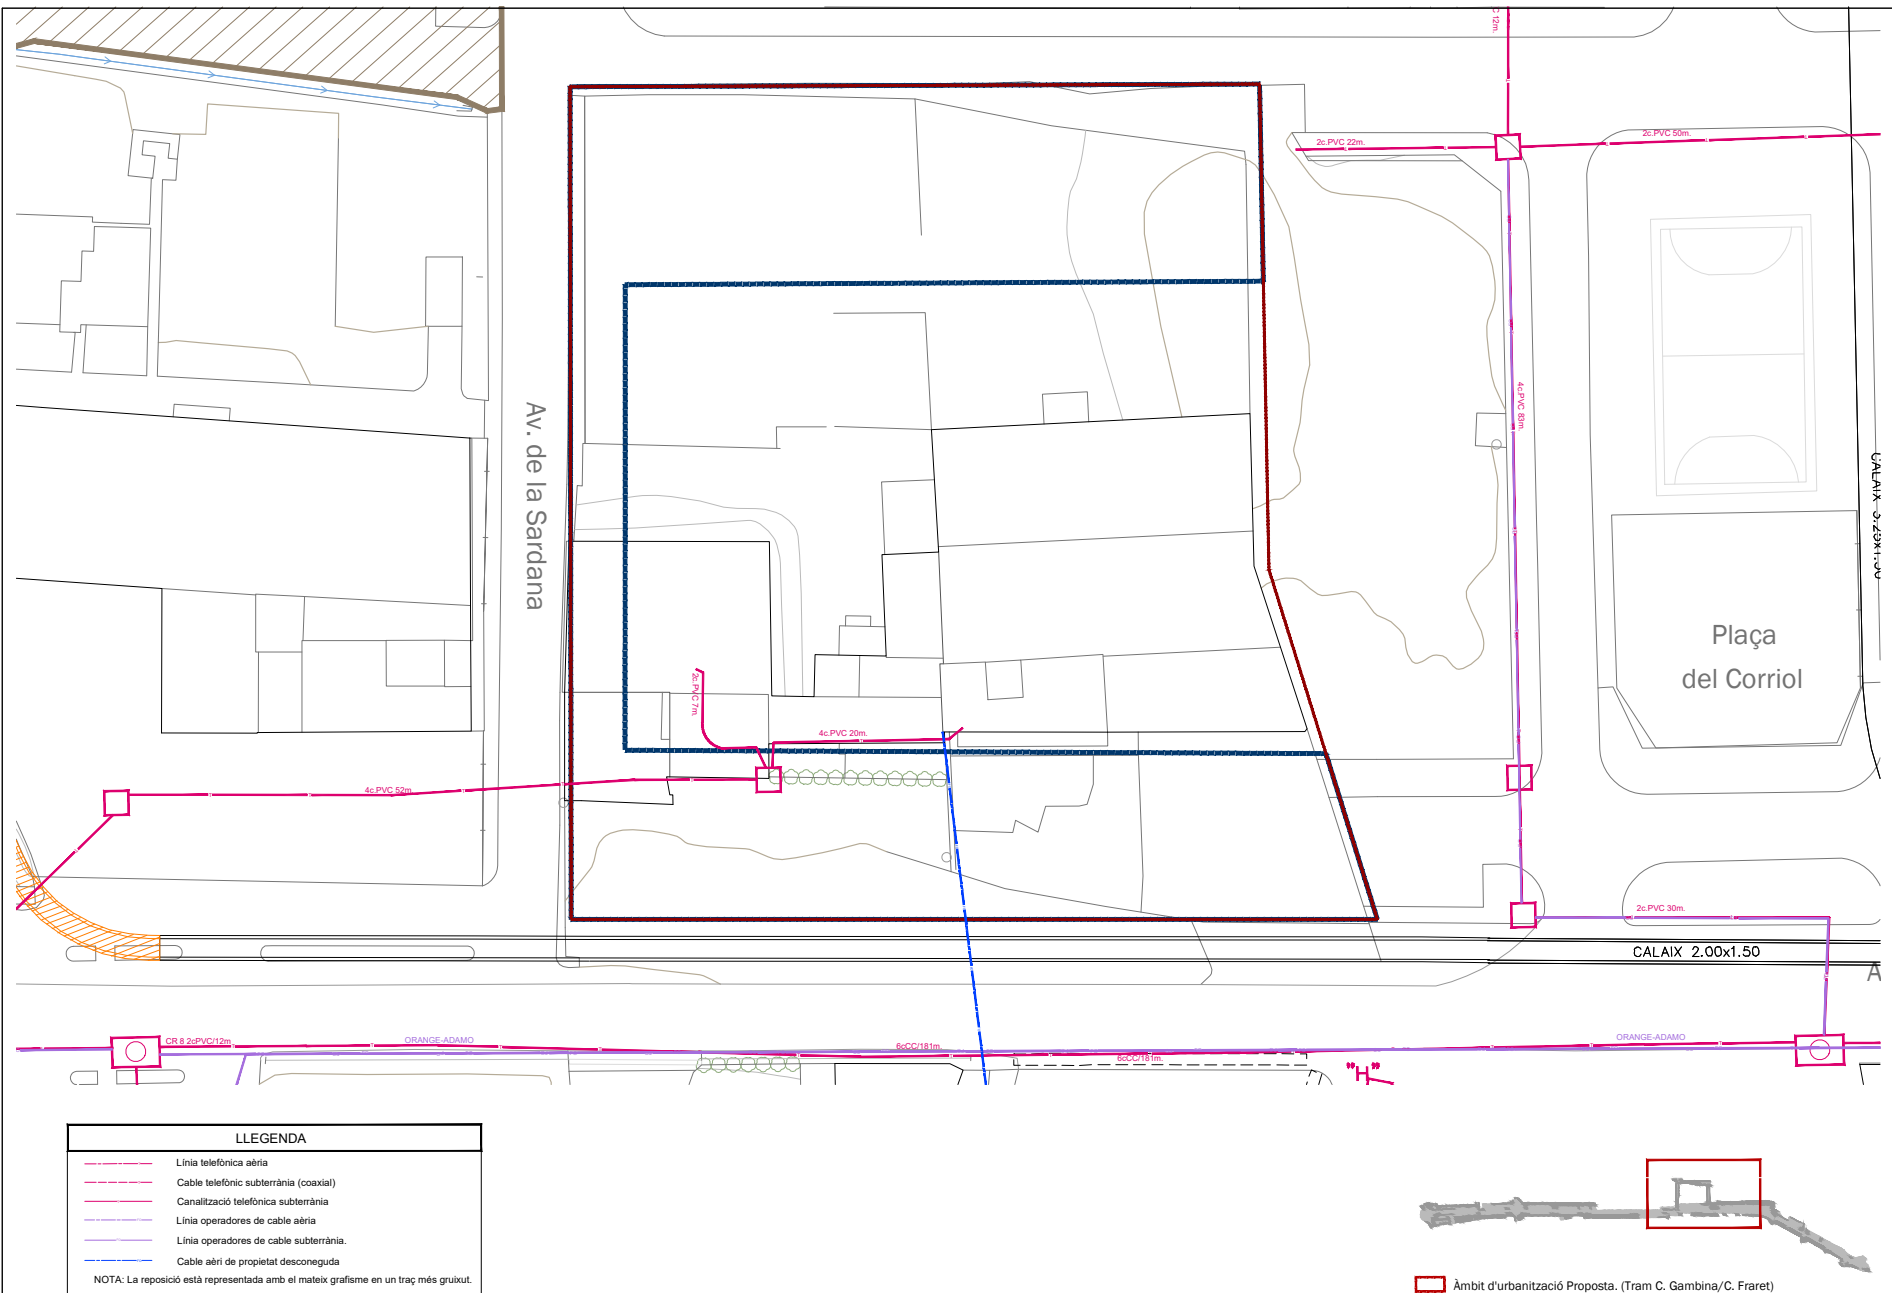 2c.PVC 22m.
2c.PVC 50m.
4c.PVC 83m.
Av. de la Sardana
Plaça
del Corriol
2c.PVC 7m.
4c.PVC 20m.
4c.PVC 52m.
2c.PVC 30m.
CALAIX 2.00x1.50
A
CR 8 2cPVC/12m.
ORANGE-ADAMO
6cCC/181m.
6cCC/181m.
ORANGE-ADAMO
"H"
LLEGENDA
Línia telefònica aèria
Cable telefònic subterrània (coaxial)
Canalització telefònica subterrània
Línia operadores de cable aèria
Línia operadores de cable subterrània.
Cable aèri de propietat desconeguda
NOTA: La reposició està representada amb el mateix grafisme en un traç més gruixut.
Àmbit d'urbanització Proposta. (Tram C. Gambina/C. Fraret)